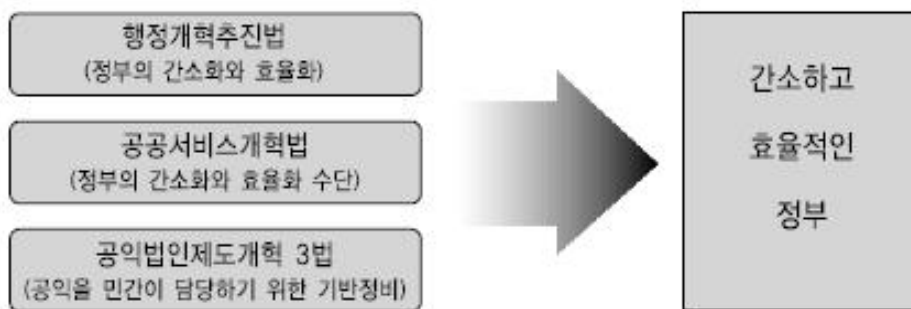 행정개혁추진법
(정부의 간소화와 효율화)
공공서비스개혁법
(정부의 간소화와 효율화 수단)
공익법인제도개혁 3법
(공익을 민간이 담당하기 위한 기반정비)
간소하고
효율적인
정부